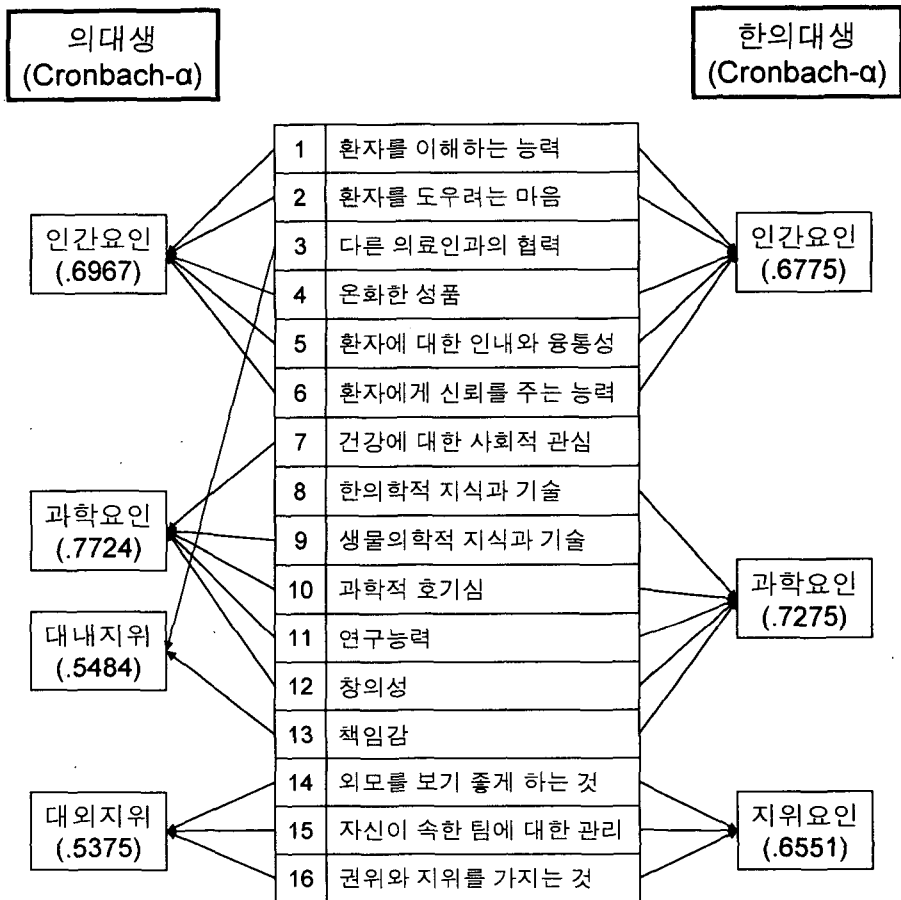 의대생
(Cronbach-α)
한의대생
(Cronbach-α)
인간요인
(.6967)
과학요인
(.7724)
대내지위
(.5484)
대외지위
(.5375)
1 환자를 이해하는 능력
2 환자를 도우려는 마음
3 다른 의료인과의 협력
4 온화한 성품
5 환자에 대한 인내와 융통성
6 환자에게 신뢰를 주는 능력
7 건강에 대한 사회적 관심
8 한의학적 지식과 기술
9 생물의학적 지식과 기술
10 과학적 호기심
11 연구능력
12 창의성
13 책임감
14 외모를 보기 좋게 하는 것
15 자신이 속한 팀에 대한 관리
16 권위와 지위를 가지는 것
인간요인
(.6775)
과학요인
(.7275)
지위요인
(.6551)